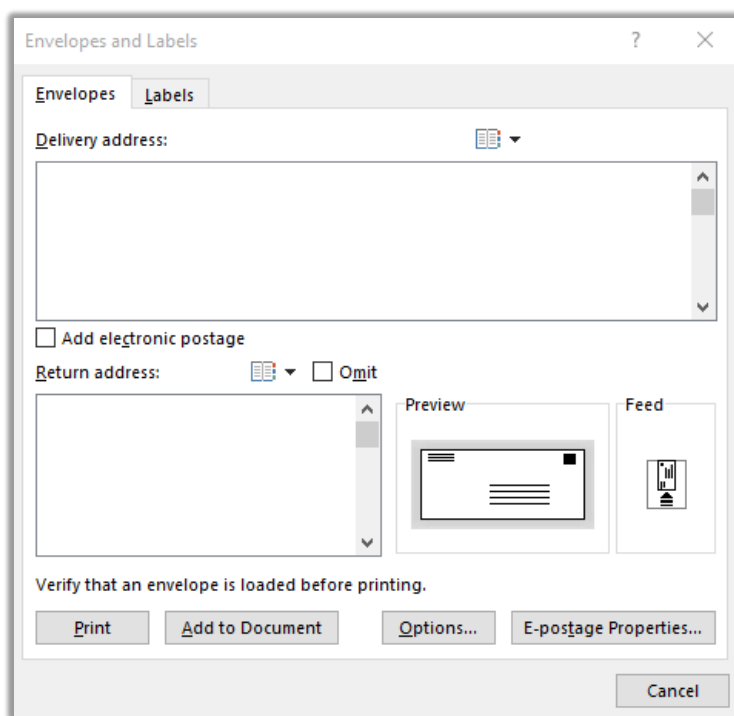 Envelopes and Labels
Envelopes Labels
Delivery address:
Add electronic postage
Return address: Omit
Preview Feed
Verify that an envelope is loaded before printing.
Print Add to Document Options... E-postage Properties...
Cancel